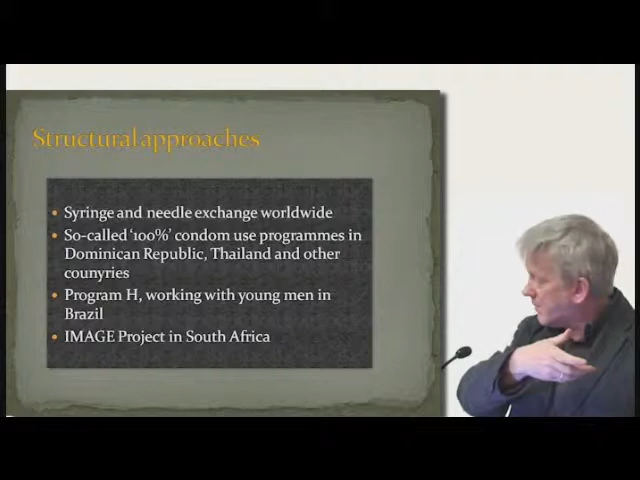 Structural approaches
Syringe and needle exchange worldwide
So-called '100%' condom use programmes in
Dominican Republic, Thailand and other
counyries
Program H, working with young men in
Brazil
IMAGE Project in South Africa